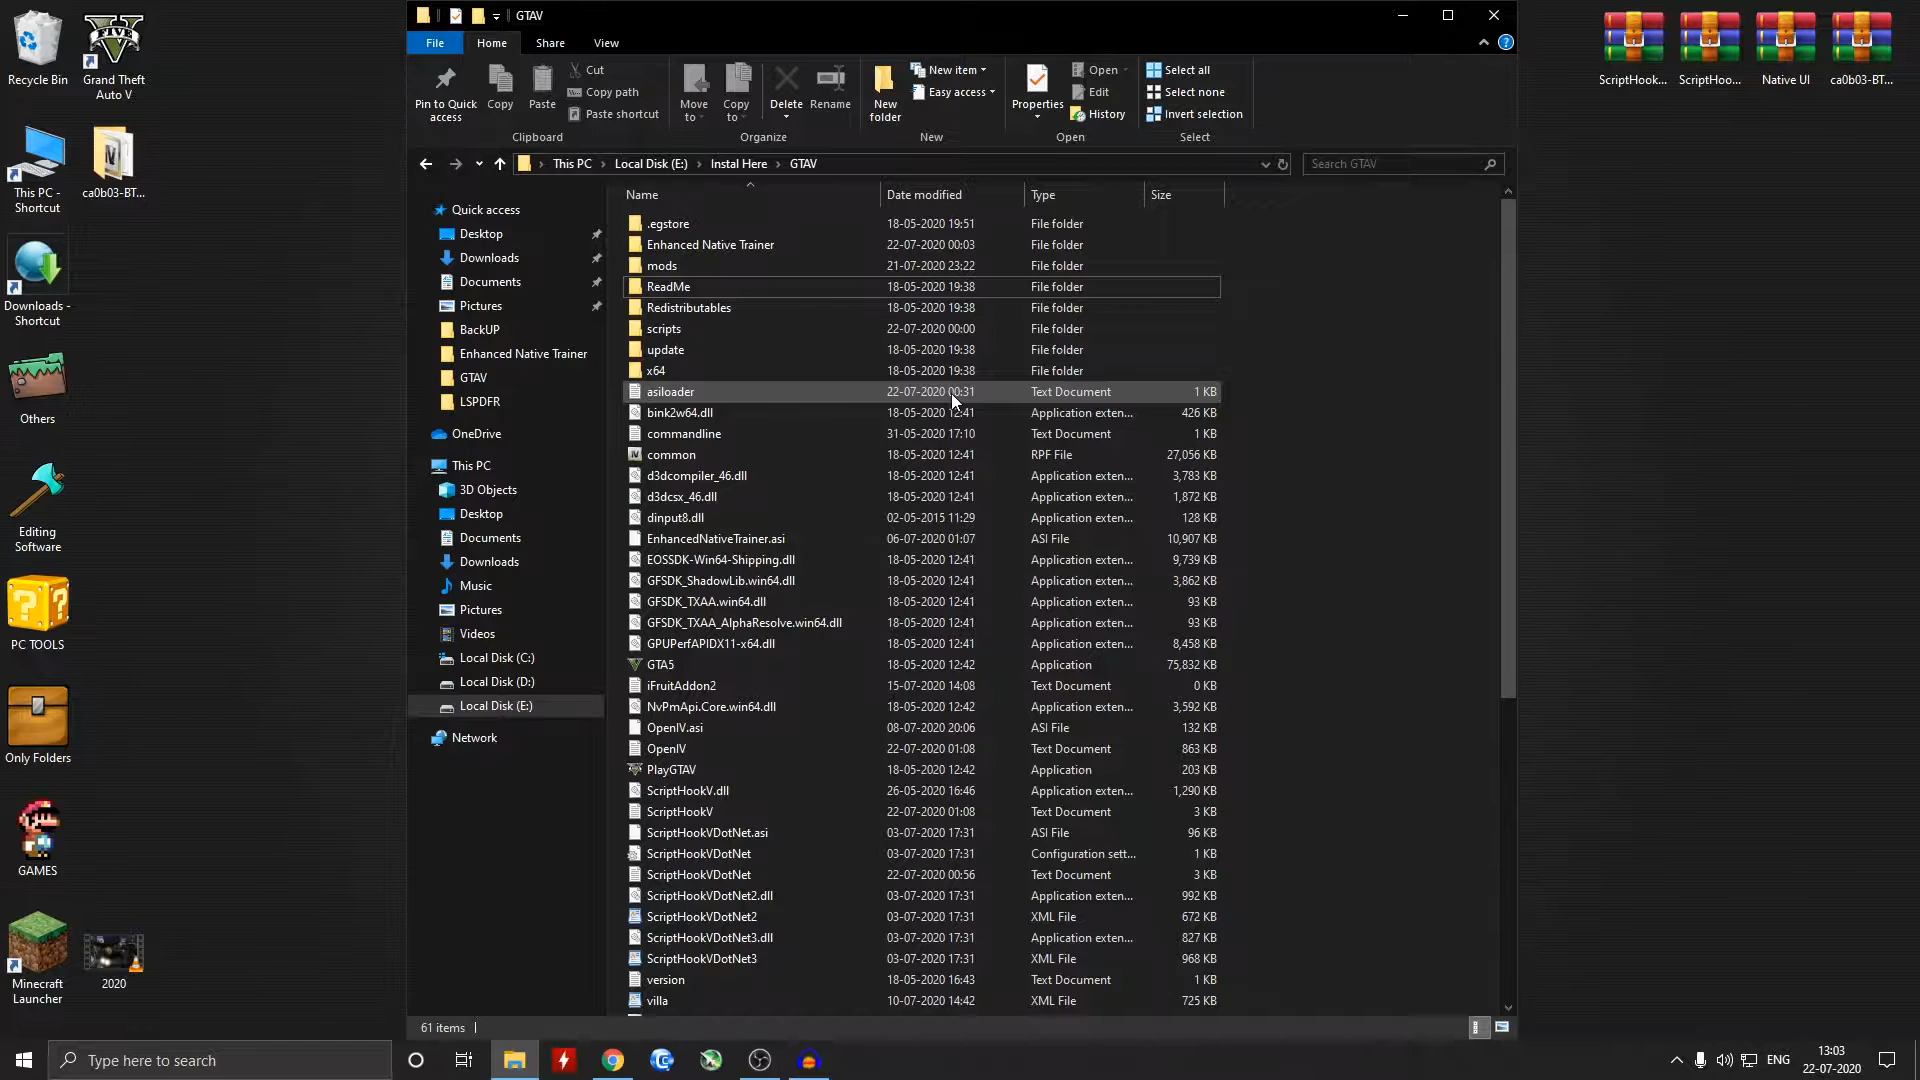 GTAV
File
Home
Share
View
Pin to Quick access
Copy
Paste
Cut
Copy path
Paste shortcut
Clipboard
Move to
Copy to
Delete
Rename
Organize
New folder
New item
Easy access
New
Properties
Open
Edit
History
Open
Select all
Select none
Invert selection
Select
This PC › Local Disk (E:) › Instal Here › GTAV
Search GTAV
Name Date modified Type Size
.egstore 18-05-2020 19:51 File folder
Enhanced Native Trainer 22-07-2020 00:03 File folder
mods 21-07-2020 23:22 File folder
ReadMe 18-05-2020 19:38 File folder
Redistributables 18-05-2020 19:38 File folder
scripts 22-07-2020 00:00 File folder
update 18-05-2020 19:38 File folder
x64 18-05-2020 19:38 File folder
asiloader 22-07-2020 00:31 Text Document 1 KB
bink2w64.dll 18-05-2020 12:41 Application exten... 426 KB
commandline 31-05-2020 17:10 Text Document 1 KB
common 18-05-2020 12:41 RPF File 27,056 KB
d3dcompiler_46.dll 18-05-2020 12:41 Application exten... 3,783 KB
d3dcsx_46.dll 18-05-2020 12:41 Application exten... 1,872 KB
dinput8.dll 02-05-2015 11:29 Application exten... 128 KB
EnhancedNativeTrainer.asi 06-07-2020 01:07 ASI File 10,907 KB
EOSSDK-Win64-Shipping.dll 18-05-2020 12:41 Application exten... 9,739 KB
GFSDK_ShadowLib.win64.dll 18-05-2020 12:41 Application exten... 3,862 KB
GFSDK_TXAA.win64.dll 18-05-2020 12:41 Application exten... 93 KB
GFSDK_TXAA_AlphaResolve.win64.dll 18-05-2020 12:41 Application exten... 93 KB
GPUPerfAPIDX11-x64.dll 18-05-2020 12:41 Application exten... 8,458 KB
GTA5 18-05-2020 12:42 Application 75,832 KB
iFruitAddon2 15-07-2020 14:08 Text Document 0 KB
NvPmApi.Core.win64.dll 18-05-2020 12:42 Application exten... 3,592 KB
OpenIV.asi 08-07-2020 20:06 ASI File 132 KB
OpenIV 22-07-2020 01:08 Text Document 863 KB
PlayGTAV 18-05-2020 12:42 Application 203 KB
ScriptHookV.dll 26-05-2020 16:46 Application exten... 1,290 KB
ScriptHookV 22-07-2020 01:08 Text Document 3 KB
ScriptHookVDotNet.asi 03-07-2020 17:31 ASI File 96 KB
ScriptHookVDotNet 03-07-2020 17:31 Configuration sett... 1 KB
ScriptHookVDotNet 22-07-2020 00:56 Text Document 3 KB
ScriptHookVDotNet2.dll 03-07-2020 17:31 Application exten... 992 KB
ScriptHookVDotNet2 03-07-2020 17:31 XML File 672 KB
ScriptHookVDotNet3.dll 03-07-2020 17:31 Application exten... 827 KB
ScriptHookVDotNet3 03-07-2020 17:31 XML File 968 KB
version 18-05-2020 16:43 Text Document 1 KB
villa 10-07-2020 14:42 XML File 725 KB
Quick access
Desktop
Downloads
Documents
Pictures
BackUP
Enhanced Native Trainer
GTAV
LSPDFR
OneDrive
This PC
3D Objects
Desktop
Documents
Downloads
Music
Pictures
Videos
Local Disk (C:)
Local Disk (D:)
Local Disk (E:)
Network
61 items
Recycle Bin
FIVE
Grand Theft
Auto V
This PC -
Shortcut
ca0b03-BT...
Downloads -
Shortcut
Others
Editing
Software
PC TOOLS
Only Folders
GAMES
Minecraft
Launcher
2020
ScriptHook...
ScriptHoo...
Native UI
ca0b03-BT...
Type here to search
ENG
13:03
22-07-2020